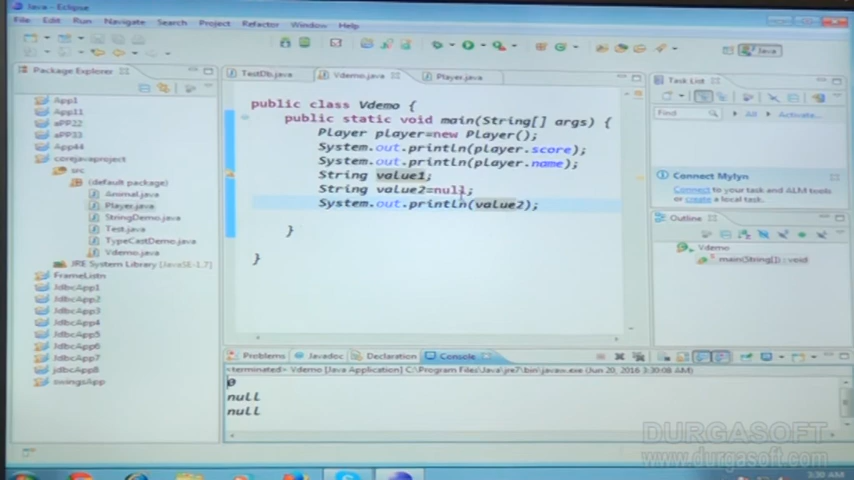 Java - Eclipse
File Edit Run Navigate Search Project Refactor Window Help
Java
Package Explorer
TestDb.java Vdemo.java Player.java
Task List
App1
App11
aPP22
aPP33
App44
corejavaproject
src
(default package)
Animal.java
Player.java
StringDemo.java
Test.java
TypeCastDemo.java
Vdemo.java
JRE System Library [JavaSE-1.7]
FrameListn
JdbcApp1
JdbcApp2
JdbcApp3
JdbcApp4
JdbcApp5
JdbcApp6
JdbcApp7
jdbcApp8
swingsApp
public class Vdemo {
public static void main(String[] args) {
Player player=new Player();
System.out.println(player.score);
System.out.println(player.name);
String value1;
String value2=null;
System.out.println(value2);
}
}
Find All Activate...
Connect Mylyn
Connect to your task and ALM tools
or create a local task.
Outline
Vdemo
main(String[]) : void
Problems Javadoc Declaration Console
<terminated> Vdemo [Java Application] C:\Program Files\Java\jre7\bin\javaw.exe (Jun 20, 2016 3:30:08 AM)
0
null
null
DURGASOFT
www.durgasoft.com
3:30 AM